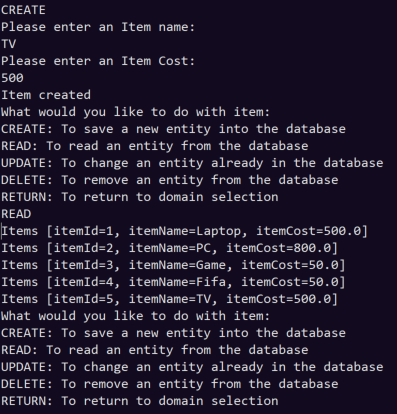 CREATE
Please enter an Item name:
TV
Please enter an Item Cost:
500
Item created
What would you like to do with item:
CREATE: To save a new entity into the database
READ: To read an entity from the database
UPDATE: To change an entity already in the database
DELETE: To remove an entity from the database
RETURN: To return to domain selection
READ
Items [itemId=1, itemName=Laptop, itemCost=500.0]
Items [itemId=2, itemName=PC, itemCost=800.0]
Items [itemId=3, itemName=Game, itemCost=50.0]
Items [itemId=4, itemName=Fifa, itemCost=50.0]
Items [itemId=5, itemName=TV, itemCost=500.0]
What would you like to do with item:
CREATE: To save a new entity into the database
READ: To read an entity from the database
UPDATE: To change an entity already in the database
DELETE: To remove an entity from the database
RETURN: To return to domain selection